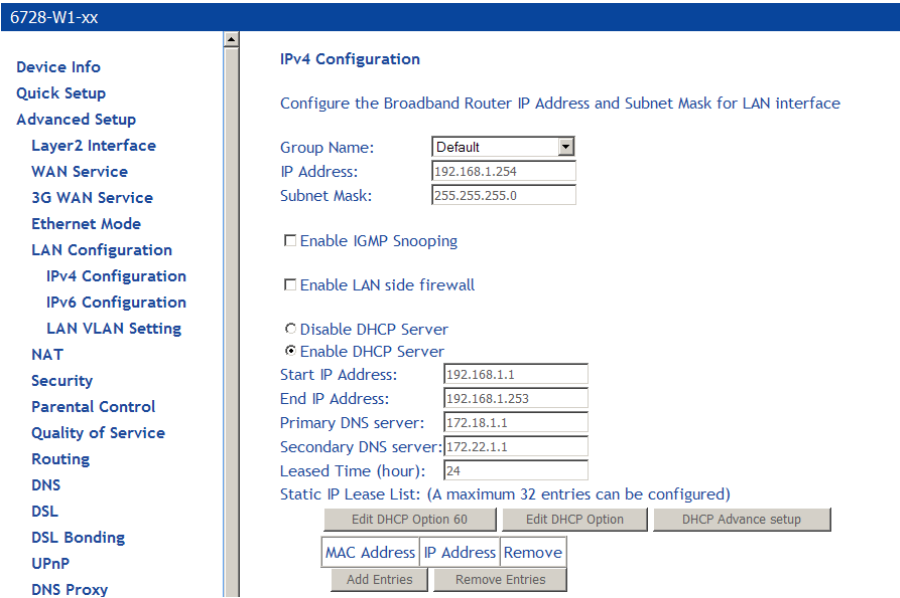 6728-W1-xx
Device Info
Quick Setup
Advanced Setup
Layer2 Interface
WAN Service
3G WAN Service
Ethernet Mode
LAN Configuration
IPv4 Configuration
IPv6 Configuration
LAN VLAN Setting
NAT
Security
Parental Control
Quality of Service
Routing
DNS
DSL
DSL Bonding
UPnP
DNS Proxy
IPv4 Configuration
Configure the Broadband Router IP Address and Subnet Mask for LAN interface
Group Name: Default
IP Address: 192.168.1.254
Subnet Mask: 255.255.255.0
Enable IGMP Snooping
Enable LAN side firewall
Disable DHCP Server
Enable DHCP Server
Start IP Address: 192.168.1.1
End IP Address: 192.168.1.253
Primary DNS server: 172.18.1.1
Secondary DNS server: 172.22.1.1
Leased Time (hour): 24
Static IP Lease List: (A maximum 32 entries can be configured)
Edit DHCP Option 60 Edit DHCP Option DHCP Advance setup
MAC Address IP Address Remove
Add Entries Remove Entries